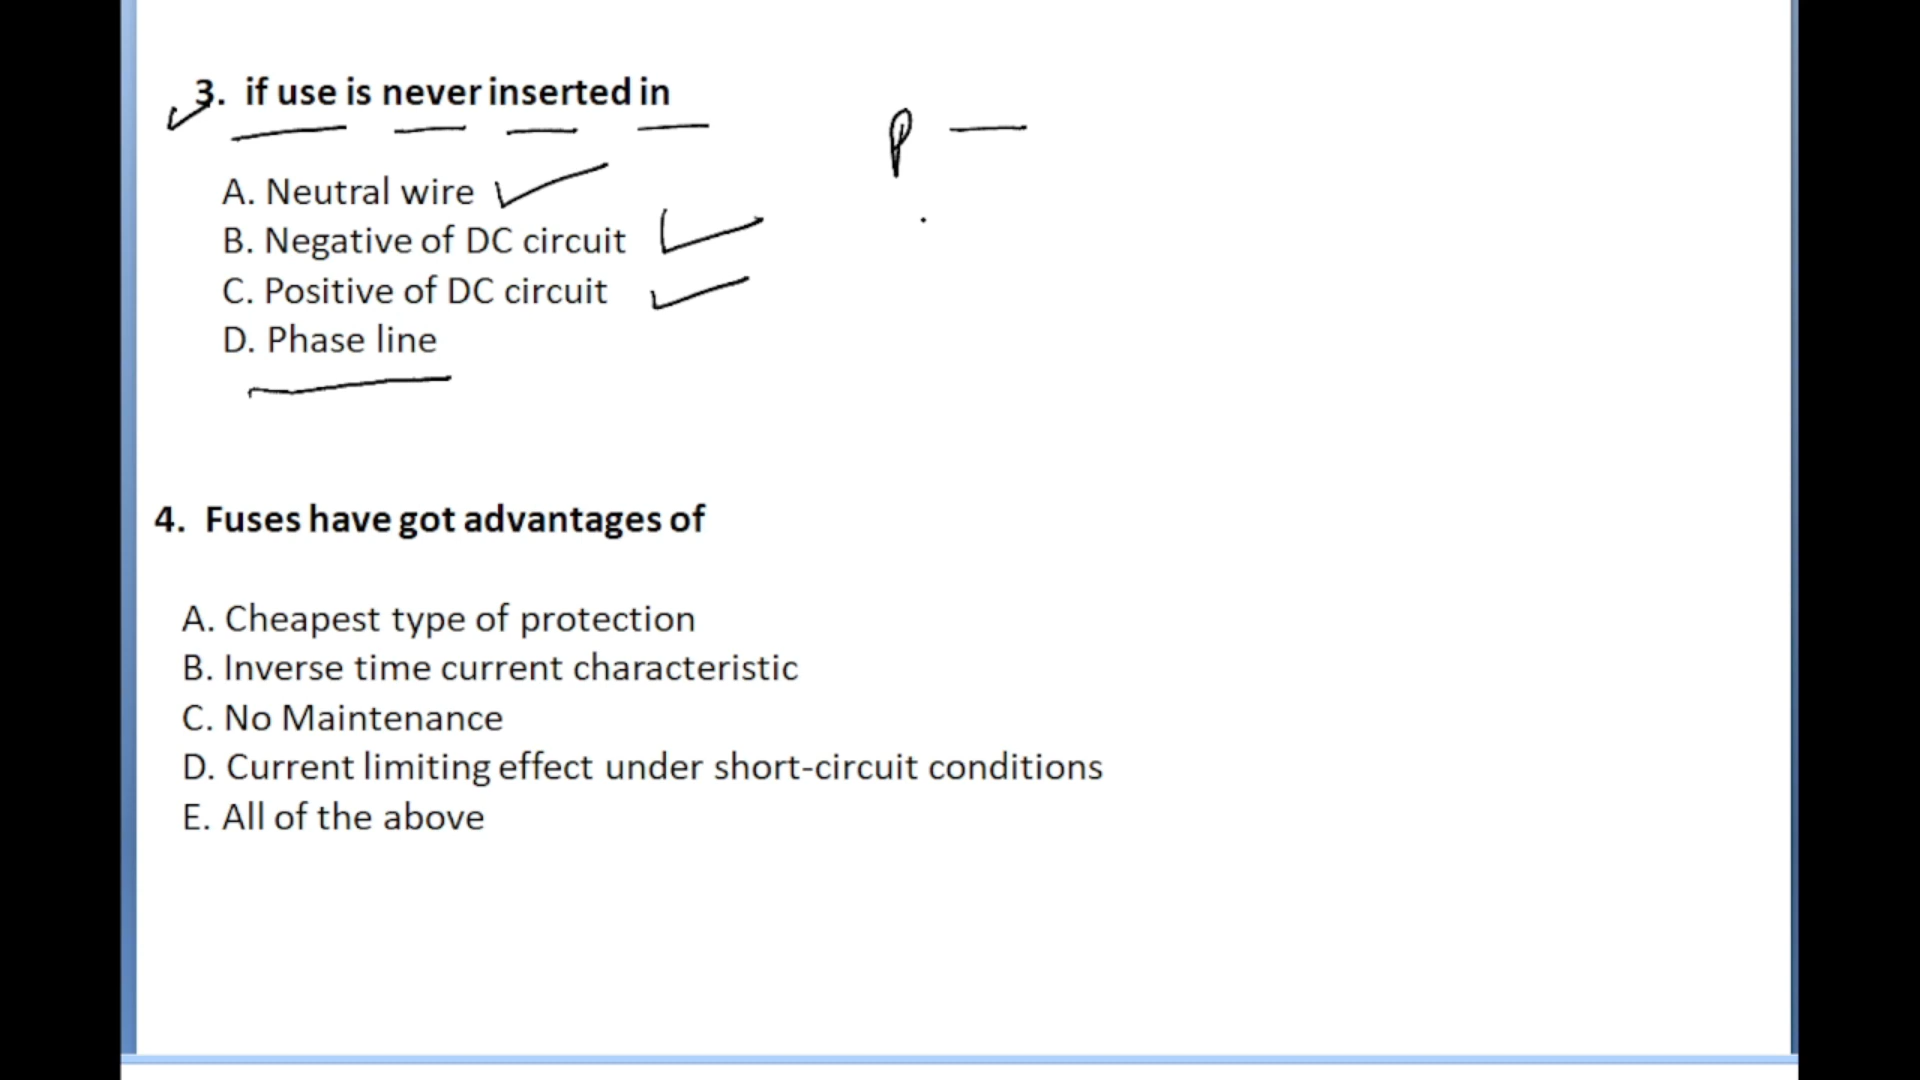 3. if use is never inserted in
P
A. Neutral wire
B. Negative of DC circuit
C. Positive of DC circuit
D. Phase line
4. Fuses have got advantages of
A. Cheapest type of protection
B. Inverse time current characteristic
C. No Maintenance
D. Current limiting effect under short-circuit conditions
E. All of the above